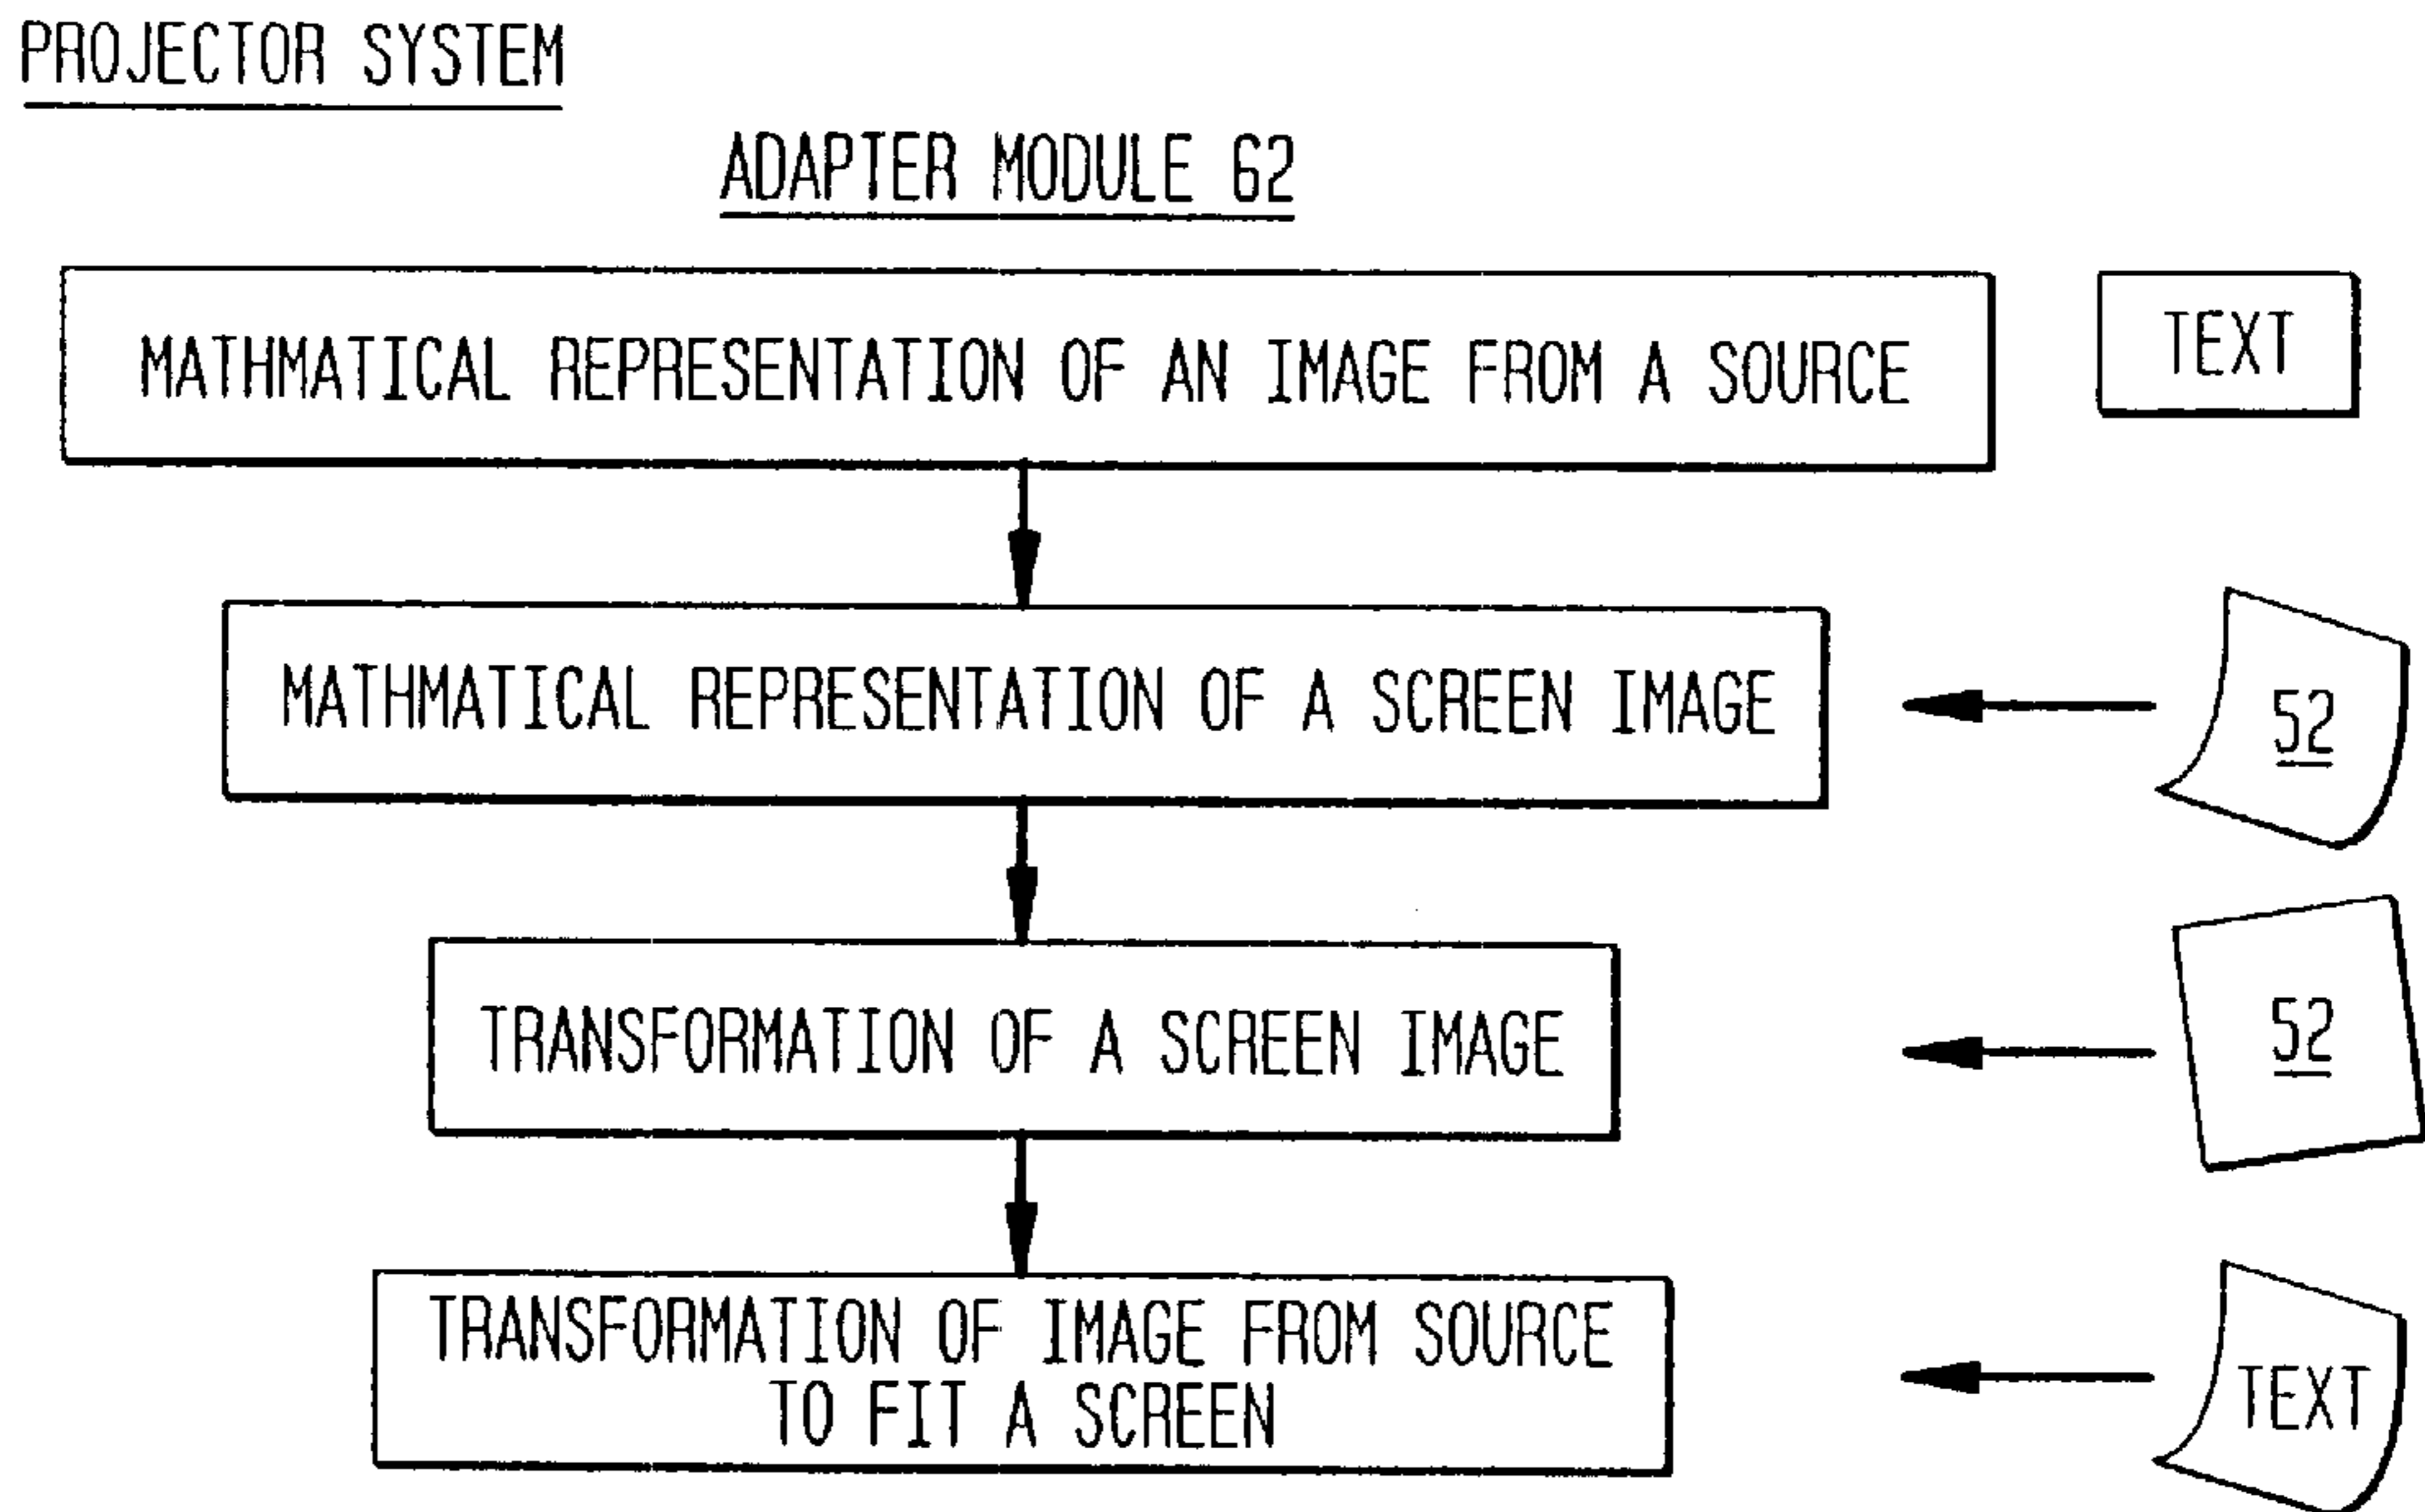 PROJECTOR SYSTEM
ADAPTER MODULE 62
MATHMATICAL REPRESENTATION OF AN IMAGE FROM A SOURCE
TEXT
MATHMATICAL REPRESENTATION OF A SCREEN IMAGE
52
TRANSFORMATION OF A SCREEN IMAGE
52
TRANSFORMATION OF IMAGE FROM SOURCE
TO FIT A SCREEN
TEXT